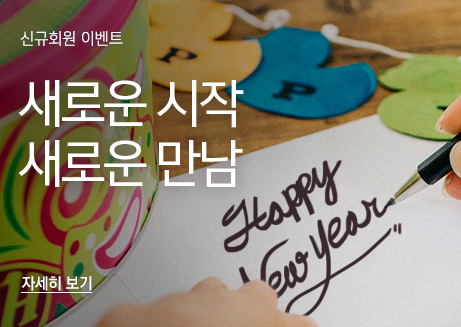 신규회원 이벤트
새로운 시작
새로운 만남
P P
Happy
New Year
자세히 보기